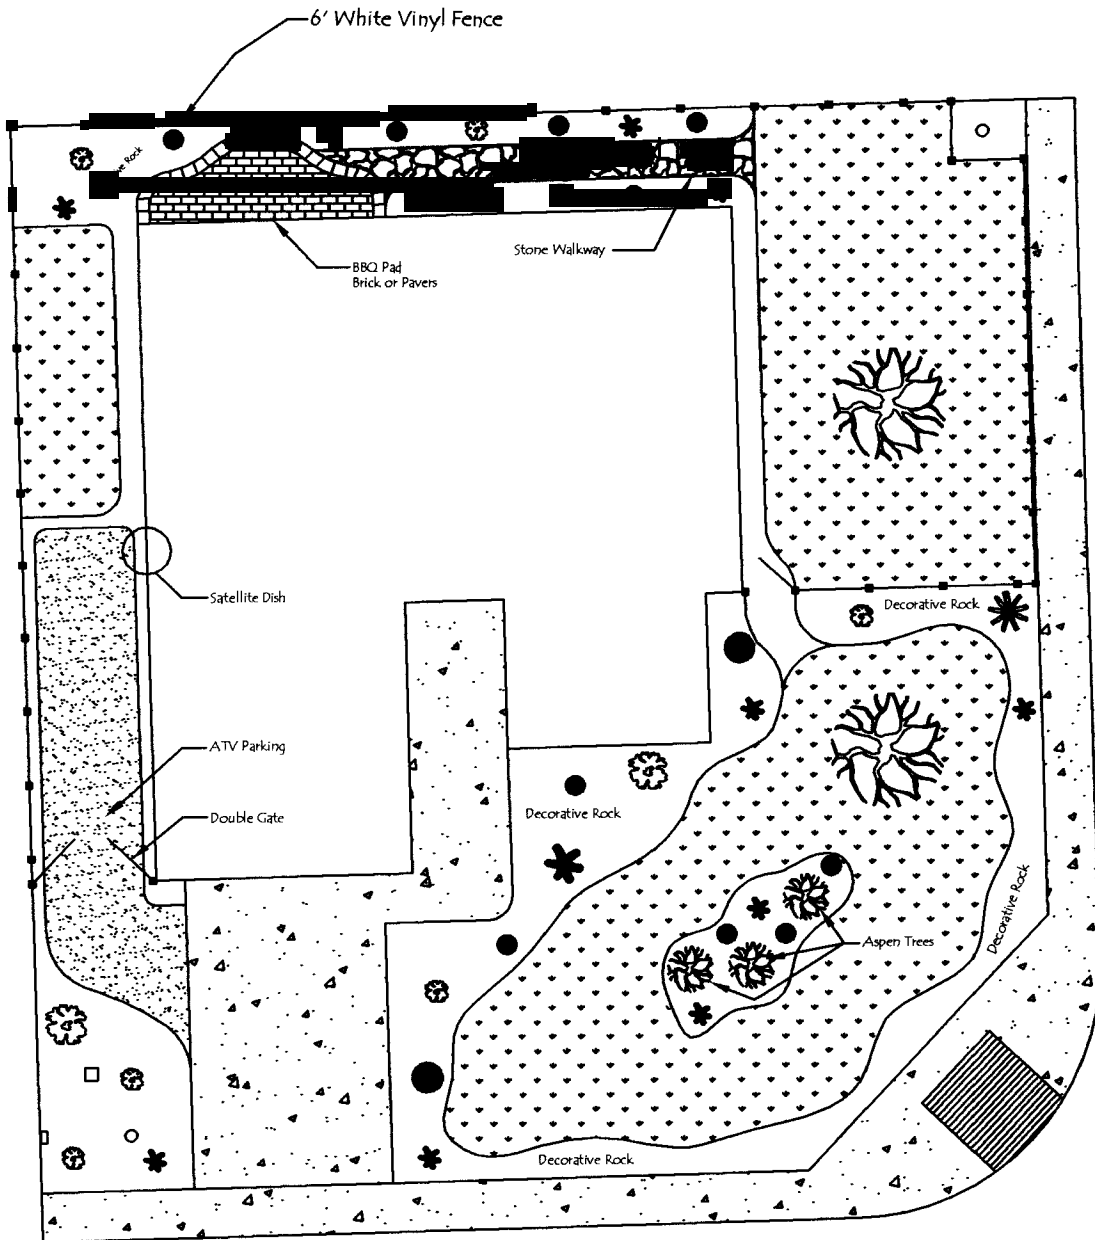 6' White Vinyl Fence
Rock
Stone Walkway
BBQ Pad
Brick or Pavers
Satellite Dish
Decorative Rock
ATV Parking
Double Gate
Decorative Rock
Decorative Rock
Aspen Trees
Decorative Rock